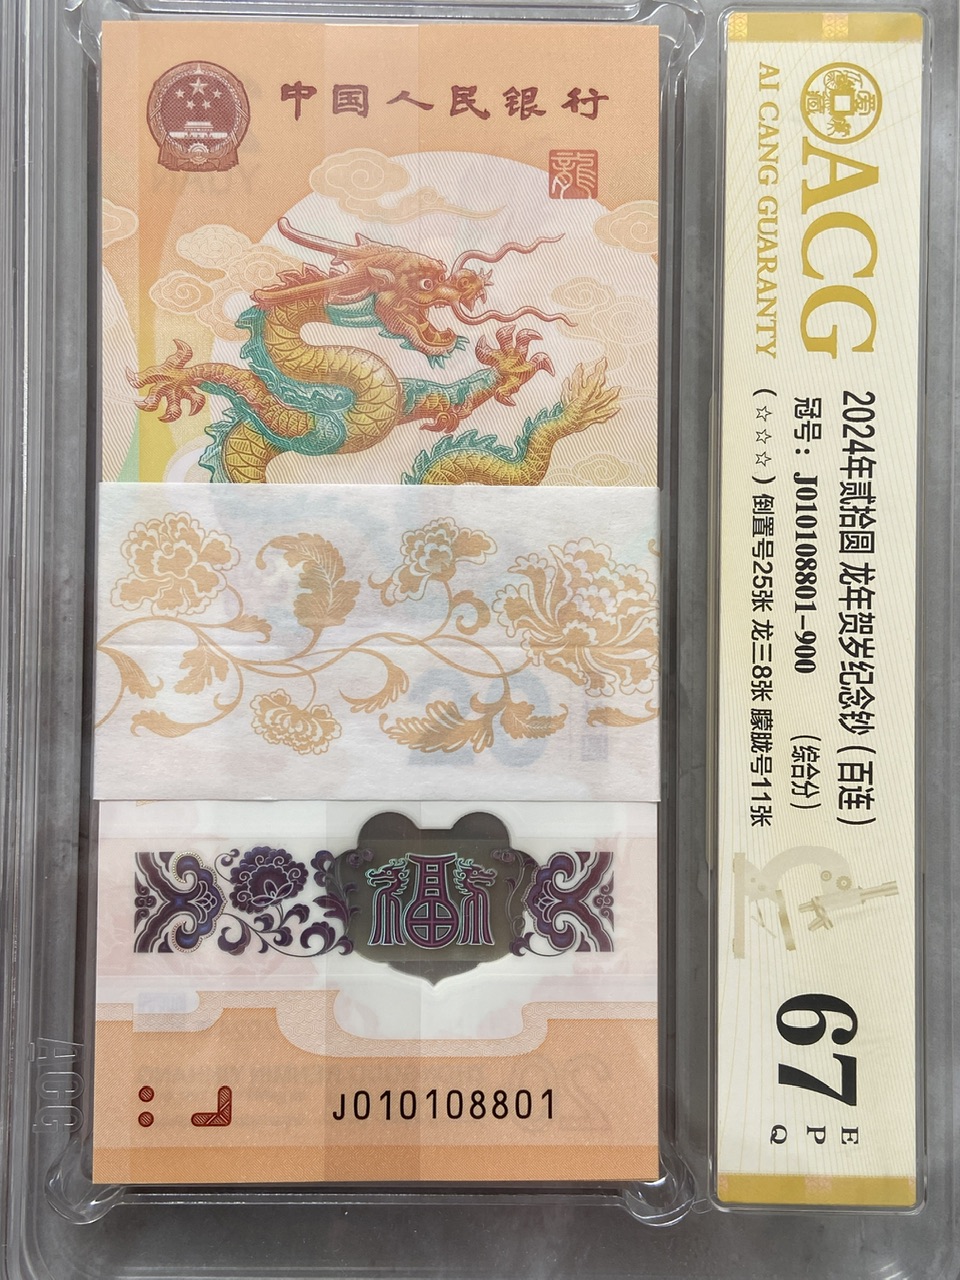 中国人民银行
龍
福
J010108801
ACG
AI CANG GUARANTY
2024年贰拾圆 龙年贺岁纪念钞（百连）
冠号：J010108801-900 （综合分）
（☆☆☆）倒置号25张 龙三8张 朦胧号11张
67
E
P
Q
ACG